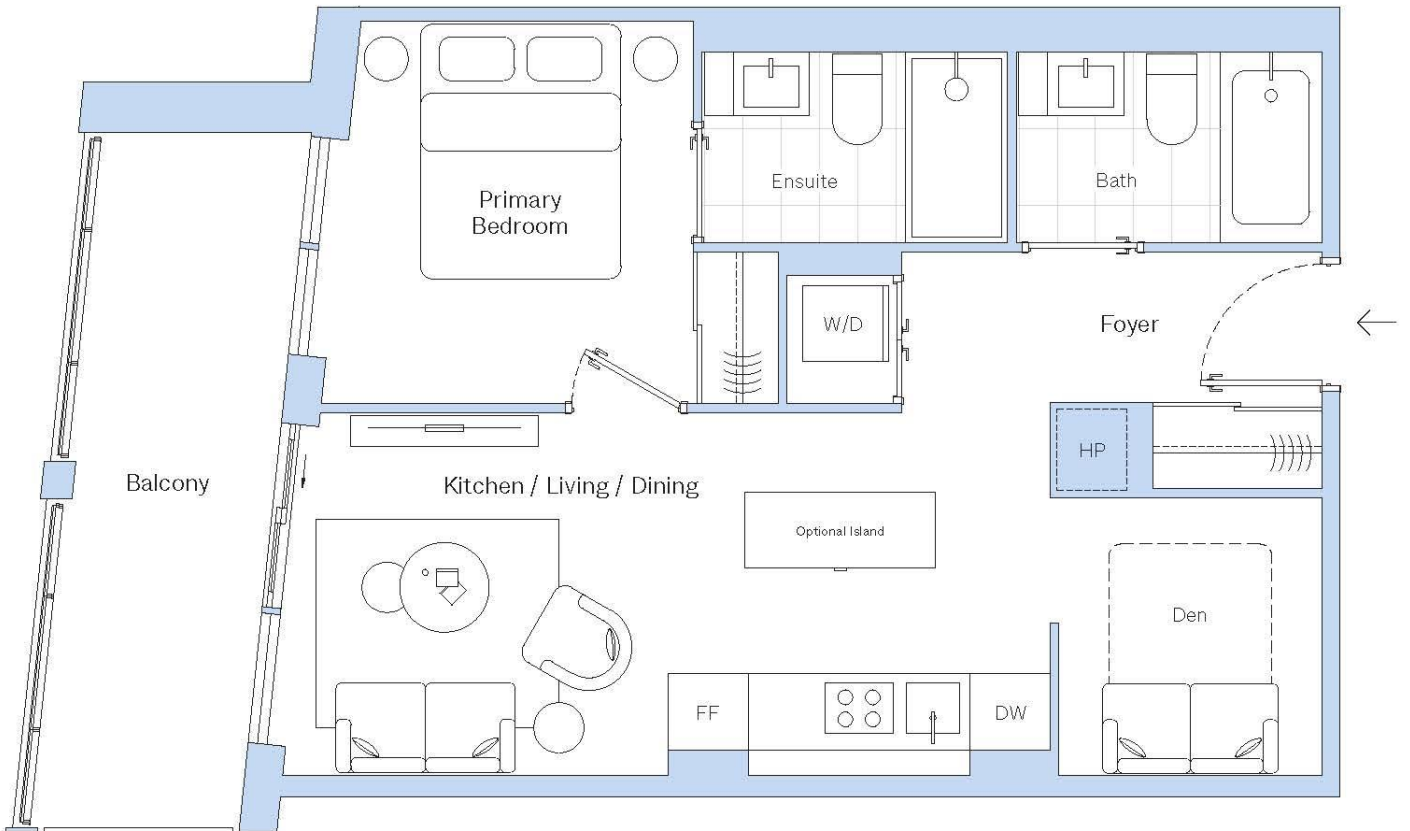 Primary
Bedroom
Ensuite
Bath
W/D
Foyer
Balcony
Kitchen / Living / Dining
HP
Optional Island
Den
FF
DW